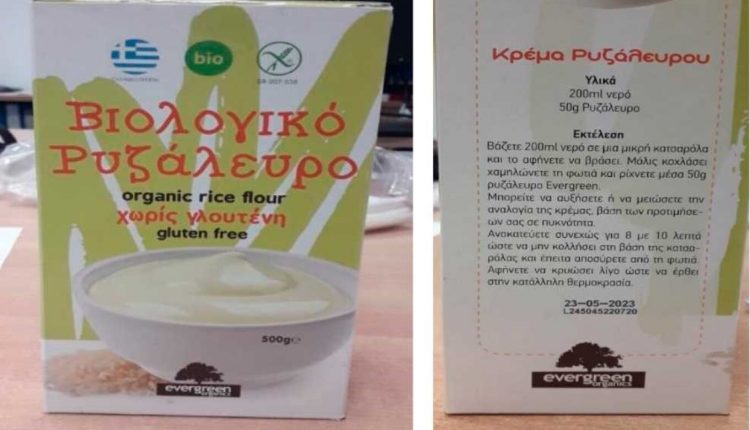 bio
Βιολογικό
Ρυζάλευρο
organic rice flour
χωρίς γλουτένη
gluten free
500g℮
evergreen
organics
Κρέμα Ρυζάλευρου
Υλικά
200ml νερό
50g Ρυζάλευρο
Εκτέλεση
Βάζετε 200ml νερό σε μια μικρή κατσαρόλα
και το αφήνετε να βράσει. Μόλις κοχλάσει
χαμηλώνετε τη φωτιά και ρίχνετε μέσα 50g
ρυζάλευρο Evergreen.
Μπορείτε να αυξήσετε ή να μειώσετε την
αναλογία της κρέμας, βάση των προτιμήσε-
ων σας σε πυκνότητα.
Ανακατεύετε συνεχώς για 8 με 10 λεπτά
ώστε να μην κολλήσει στη βάση της κατσα-
ρόλας και έπειτα αποσύρετε από τη φωτιά.
Αφήνετε να κρυώσει λίγο ώστε να έρθει
στην κατάλληλη θερμοκρασία.
23-05-2023
L245045220720
evergreen
organics